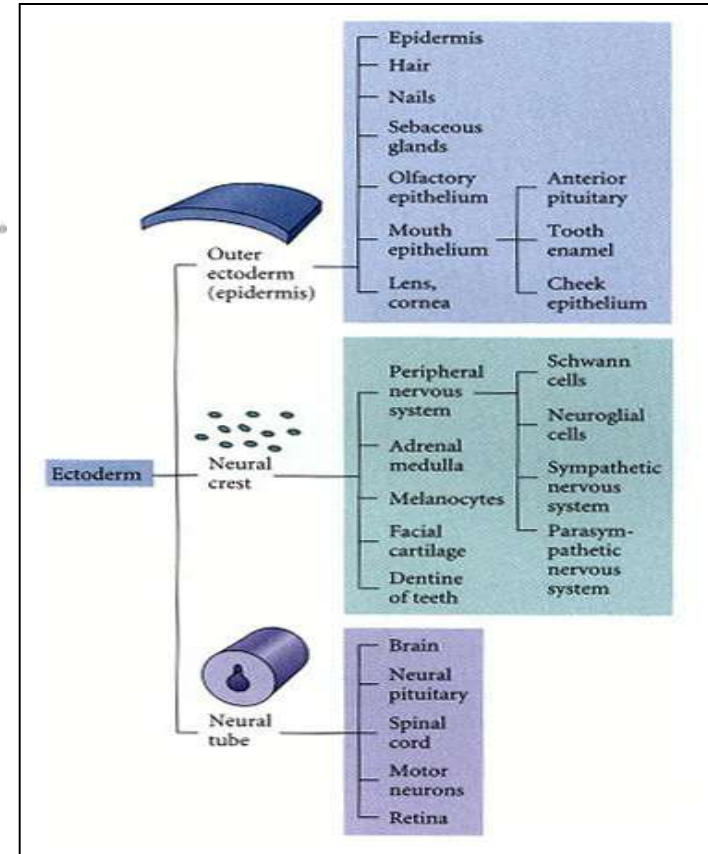 Epidermis
Hair
Nails
Sebaceous
glands
Olfactory
epithelium
Mouth
epithelium
Lens,
cornea
Anterior
pituitary
Tooth
enamel
Cheek
epithelium
Outer
ectoderm
(epidermis)
Ectoderm
Neural
crest
Peripheral
nervous
system
Adrenal
medulla
Melanocytes
Facial
cartilage
Dentine
of teeth
Schwann
cells
Neuroglial
cells
Sympathetic
nervous
system
Parasym-
pathetic
nervous
system
Neural
tube
Brain
Neural
pituitary
Spinal
cord
Motor
neurons
Retina